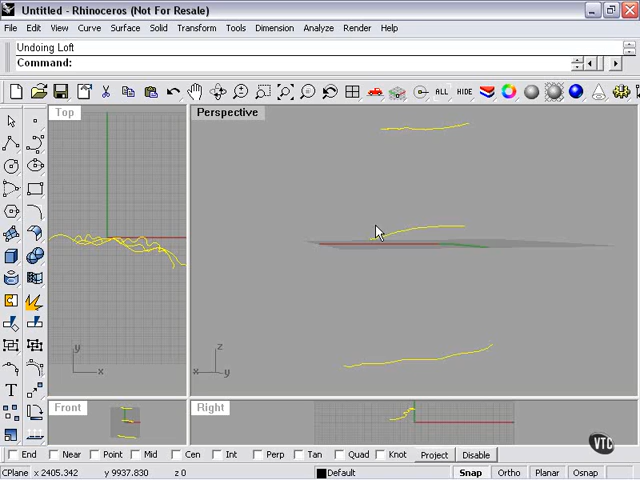 Untitled - Rhinoceros (Not For Resale)
File Edit View Curve Surface Solid Transform Tools Dimension Analyze Render Help
Undoing Loft
Command:
ALL HIDE
Top
Perspective
y
x
z
x
y
Front
Right
VTC
End Near Point Mid Cen Int Perp Tan Quad Knot Project Disable
CPlane x 2405.342 y 9937.830 z 0 Default Snap Ortho Planar Osnap
T